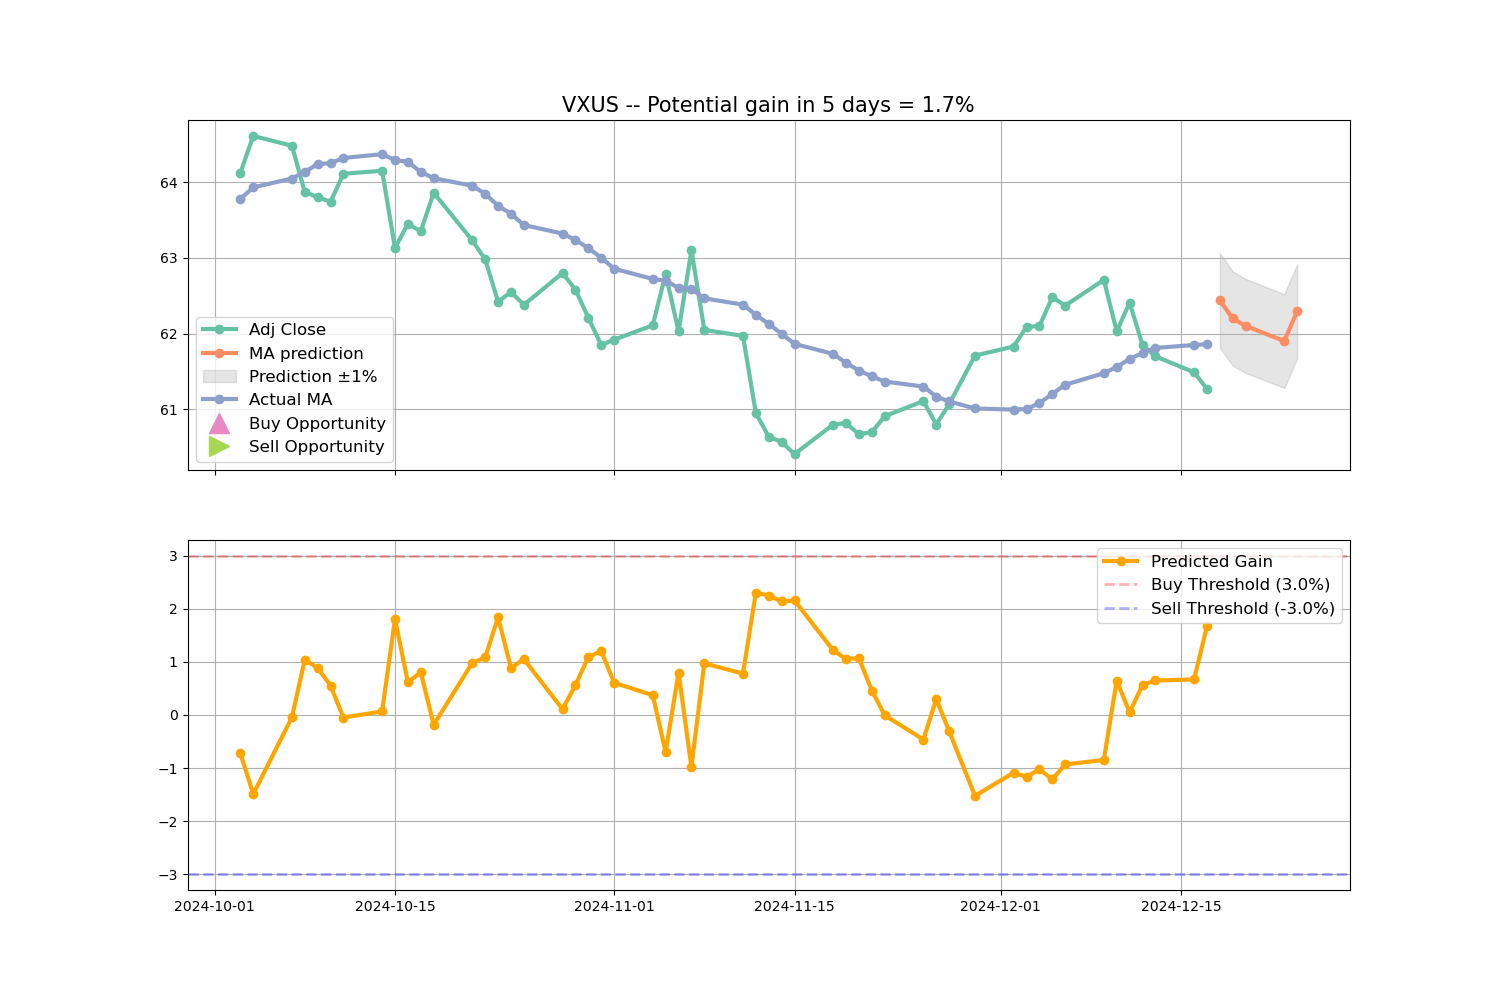 VXUS -- Potential gain in 5 days = 1.7%
64
63
62
61
Adj Close
MA prediction
Prediction ±1%
Actual MA
Buy Opportunity
Sell Opportunity
3
2
1
0
−1
−2
−3
Predicted Gain
Buy Threshold (3.0%)
Sell Threshold (-3.0%)
2024-10-01
2024-10-15
2024-11-01
2024-11-15
2024-12-01
2024-12-15